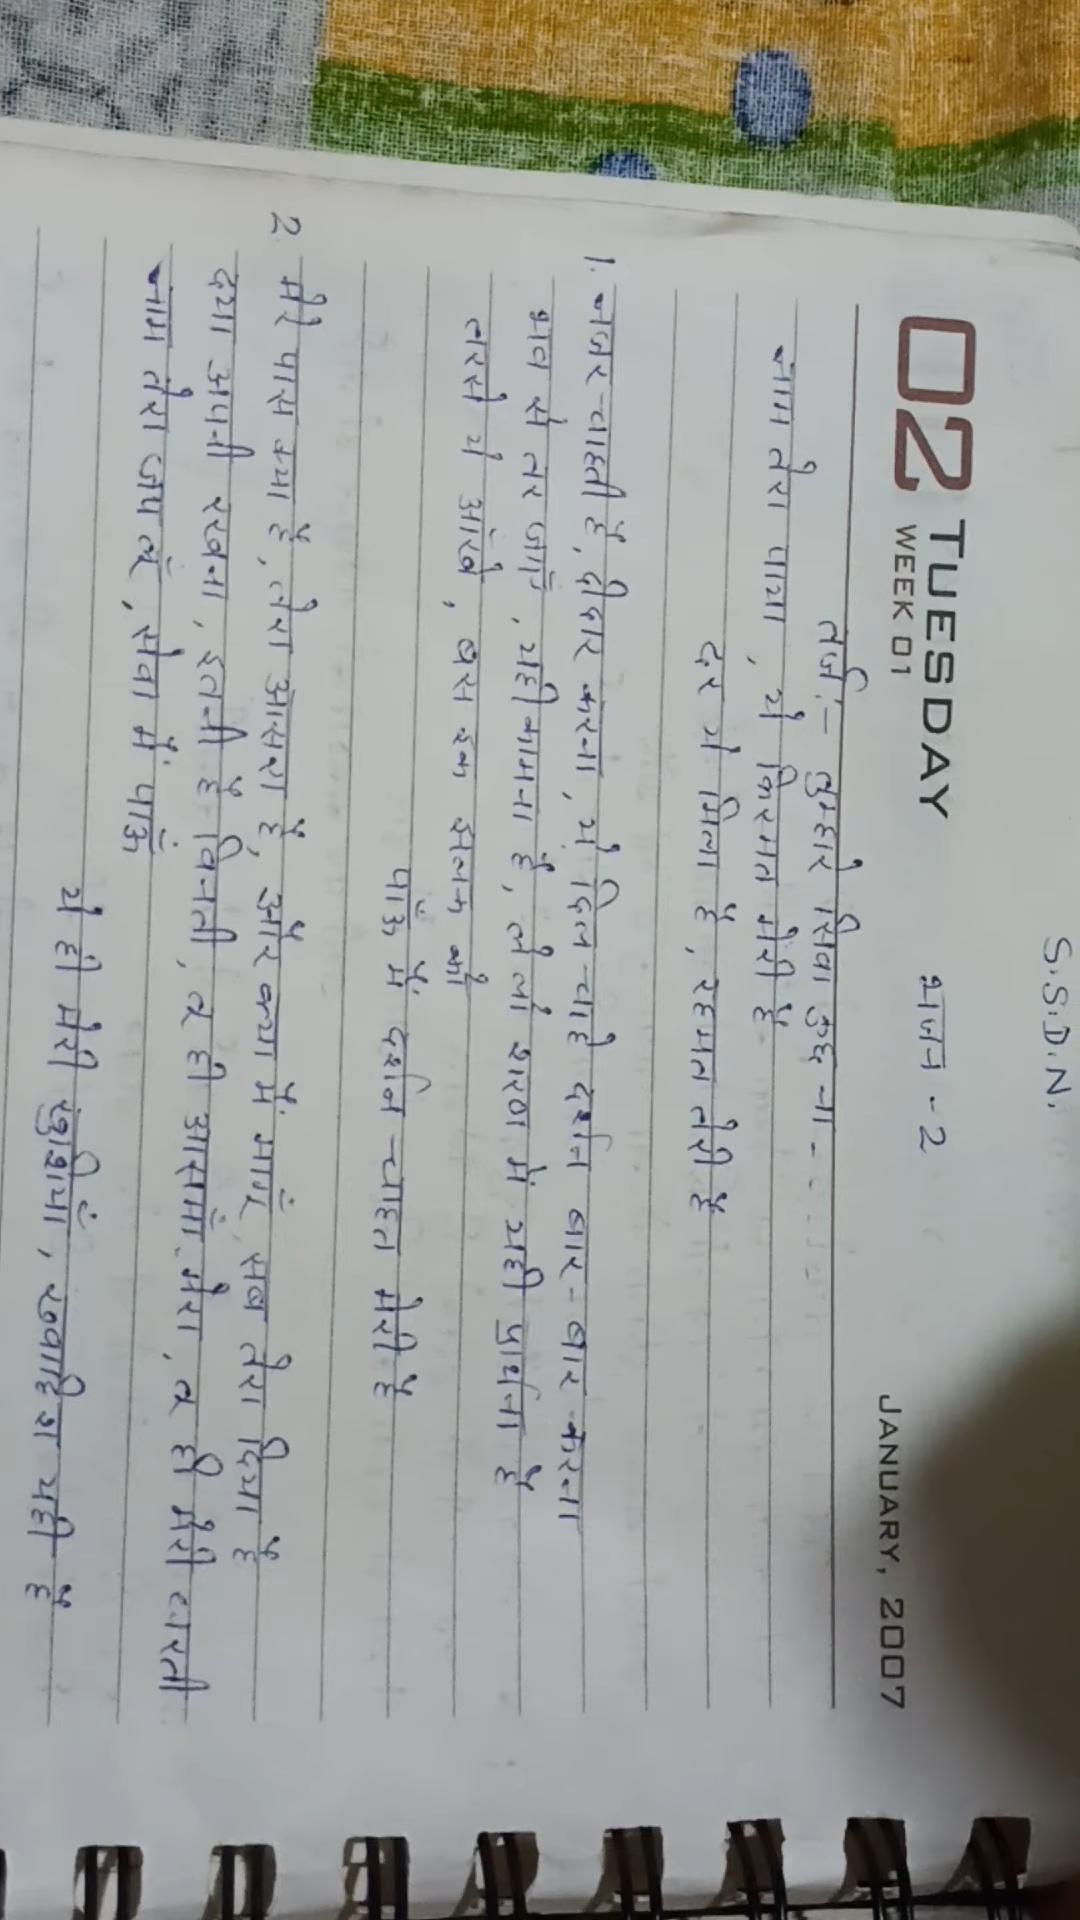 S.S.D.N.
भजन - 2
02 TUESDAY
WEEK 01
JANUARY, 2007
तर्ज :- तुम्हारे सिवा कुछ ना - - - -
नाम तेरा पाया , ये किस्मत मेरी है
दर ये मिला है, रहमत तेरी है
1. नजर चाहती है, दीदार करना , ये दिल चाहे दर्शन बार - बार करना
भव से तर जाएं , यही कामना है, ले लो शरण में यही प्रार्थना है
तरसे ये आंखे , बस इक झलक को
पाऊँ मैं दर्शन चाहत मेरी है
2. मेरे पास क्या है, तेरा आसरा है, और क्या मैं मागूं, सब तेरा दिया है
दया अपनी रखना , इतनी है विनती , तू ही आसमां मेरा , तू ही मेरी धरती
नाम तेरा जप लूं , सेवा में पाऊं
ये ही मेरी खुशियां , ख्वाहिश यही है